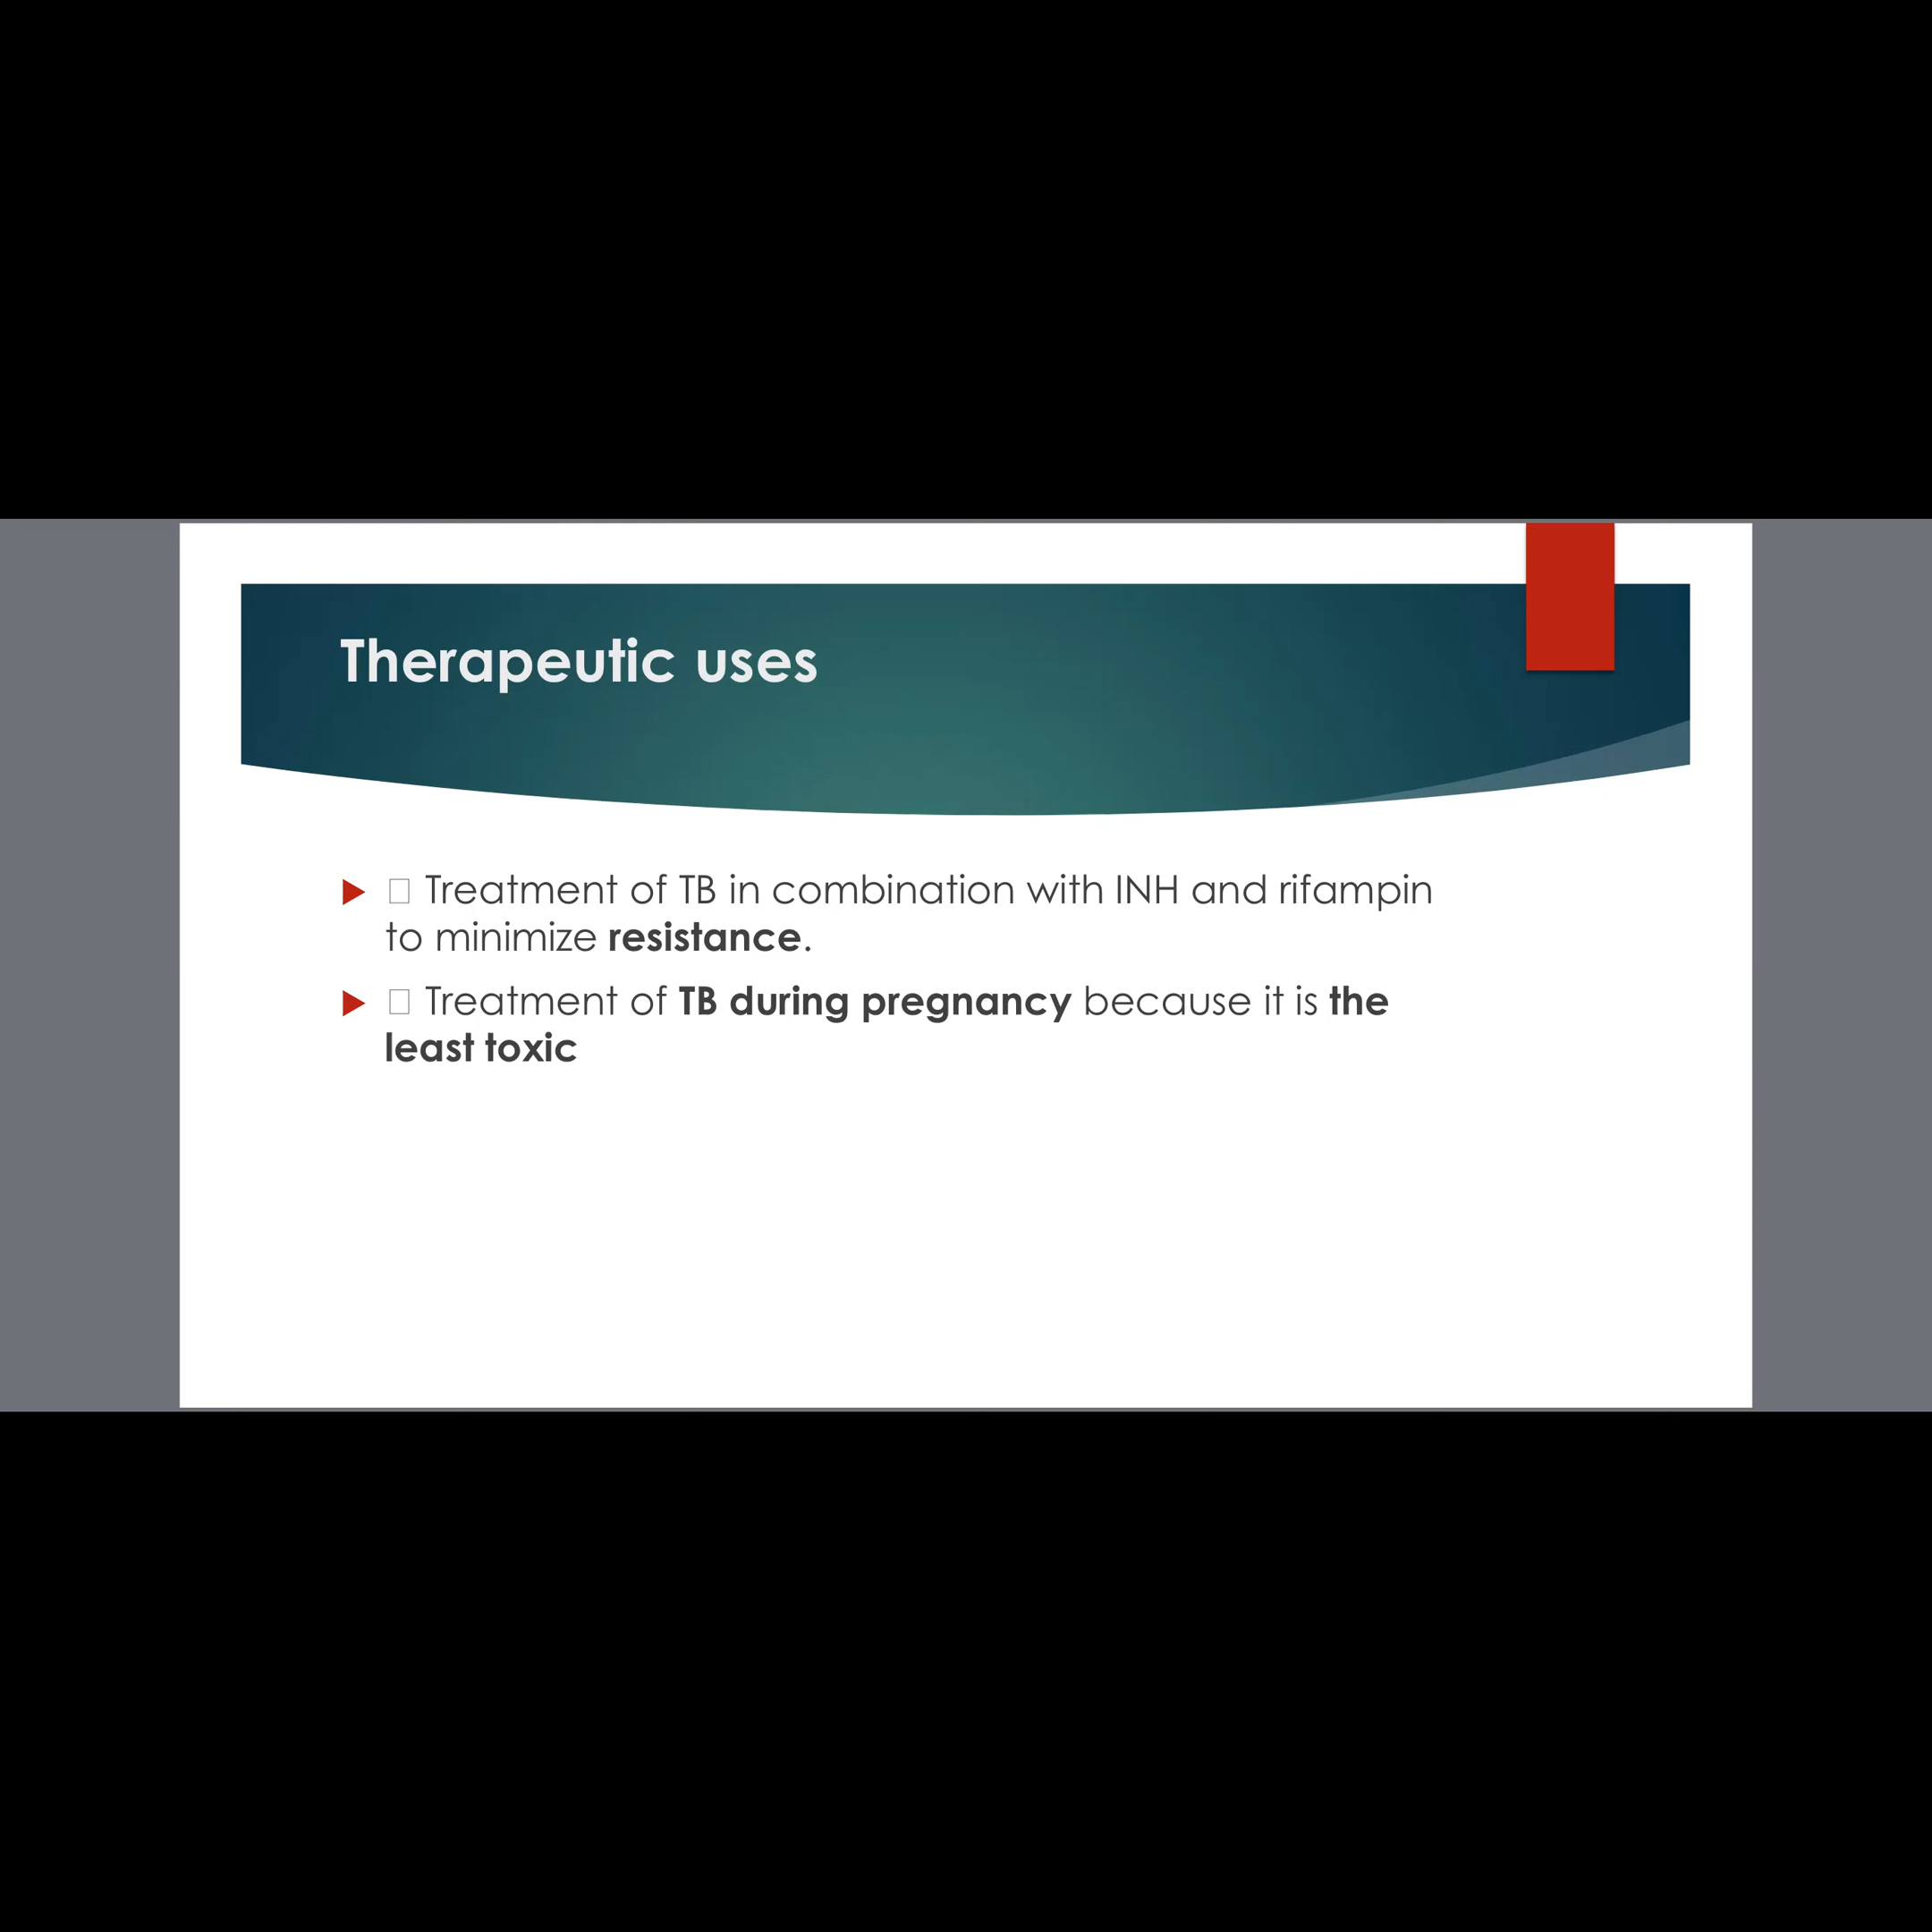 Therapeutic uses
□ Treatment of TB in combination with INH and rifampin
to minimize resistance.
□ Treatment of TB during pregnancy because it is the
least toxic